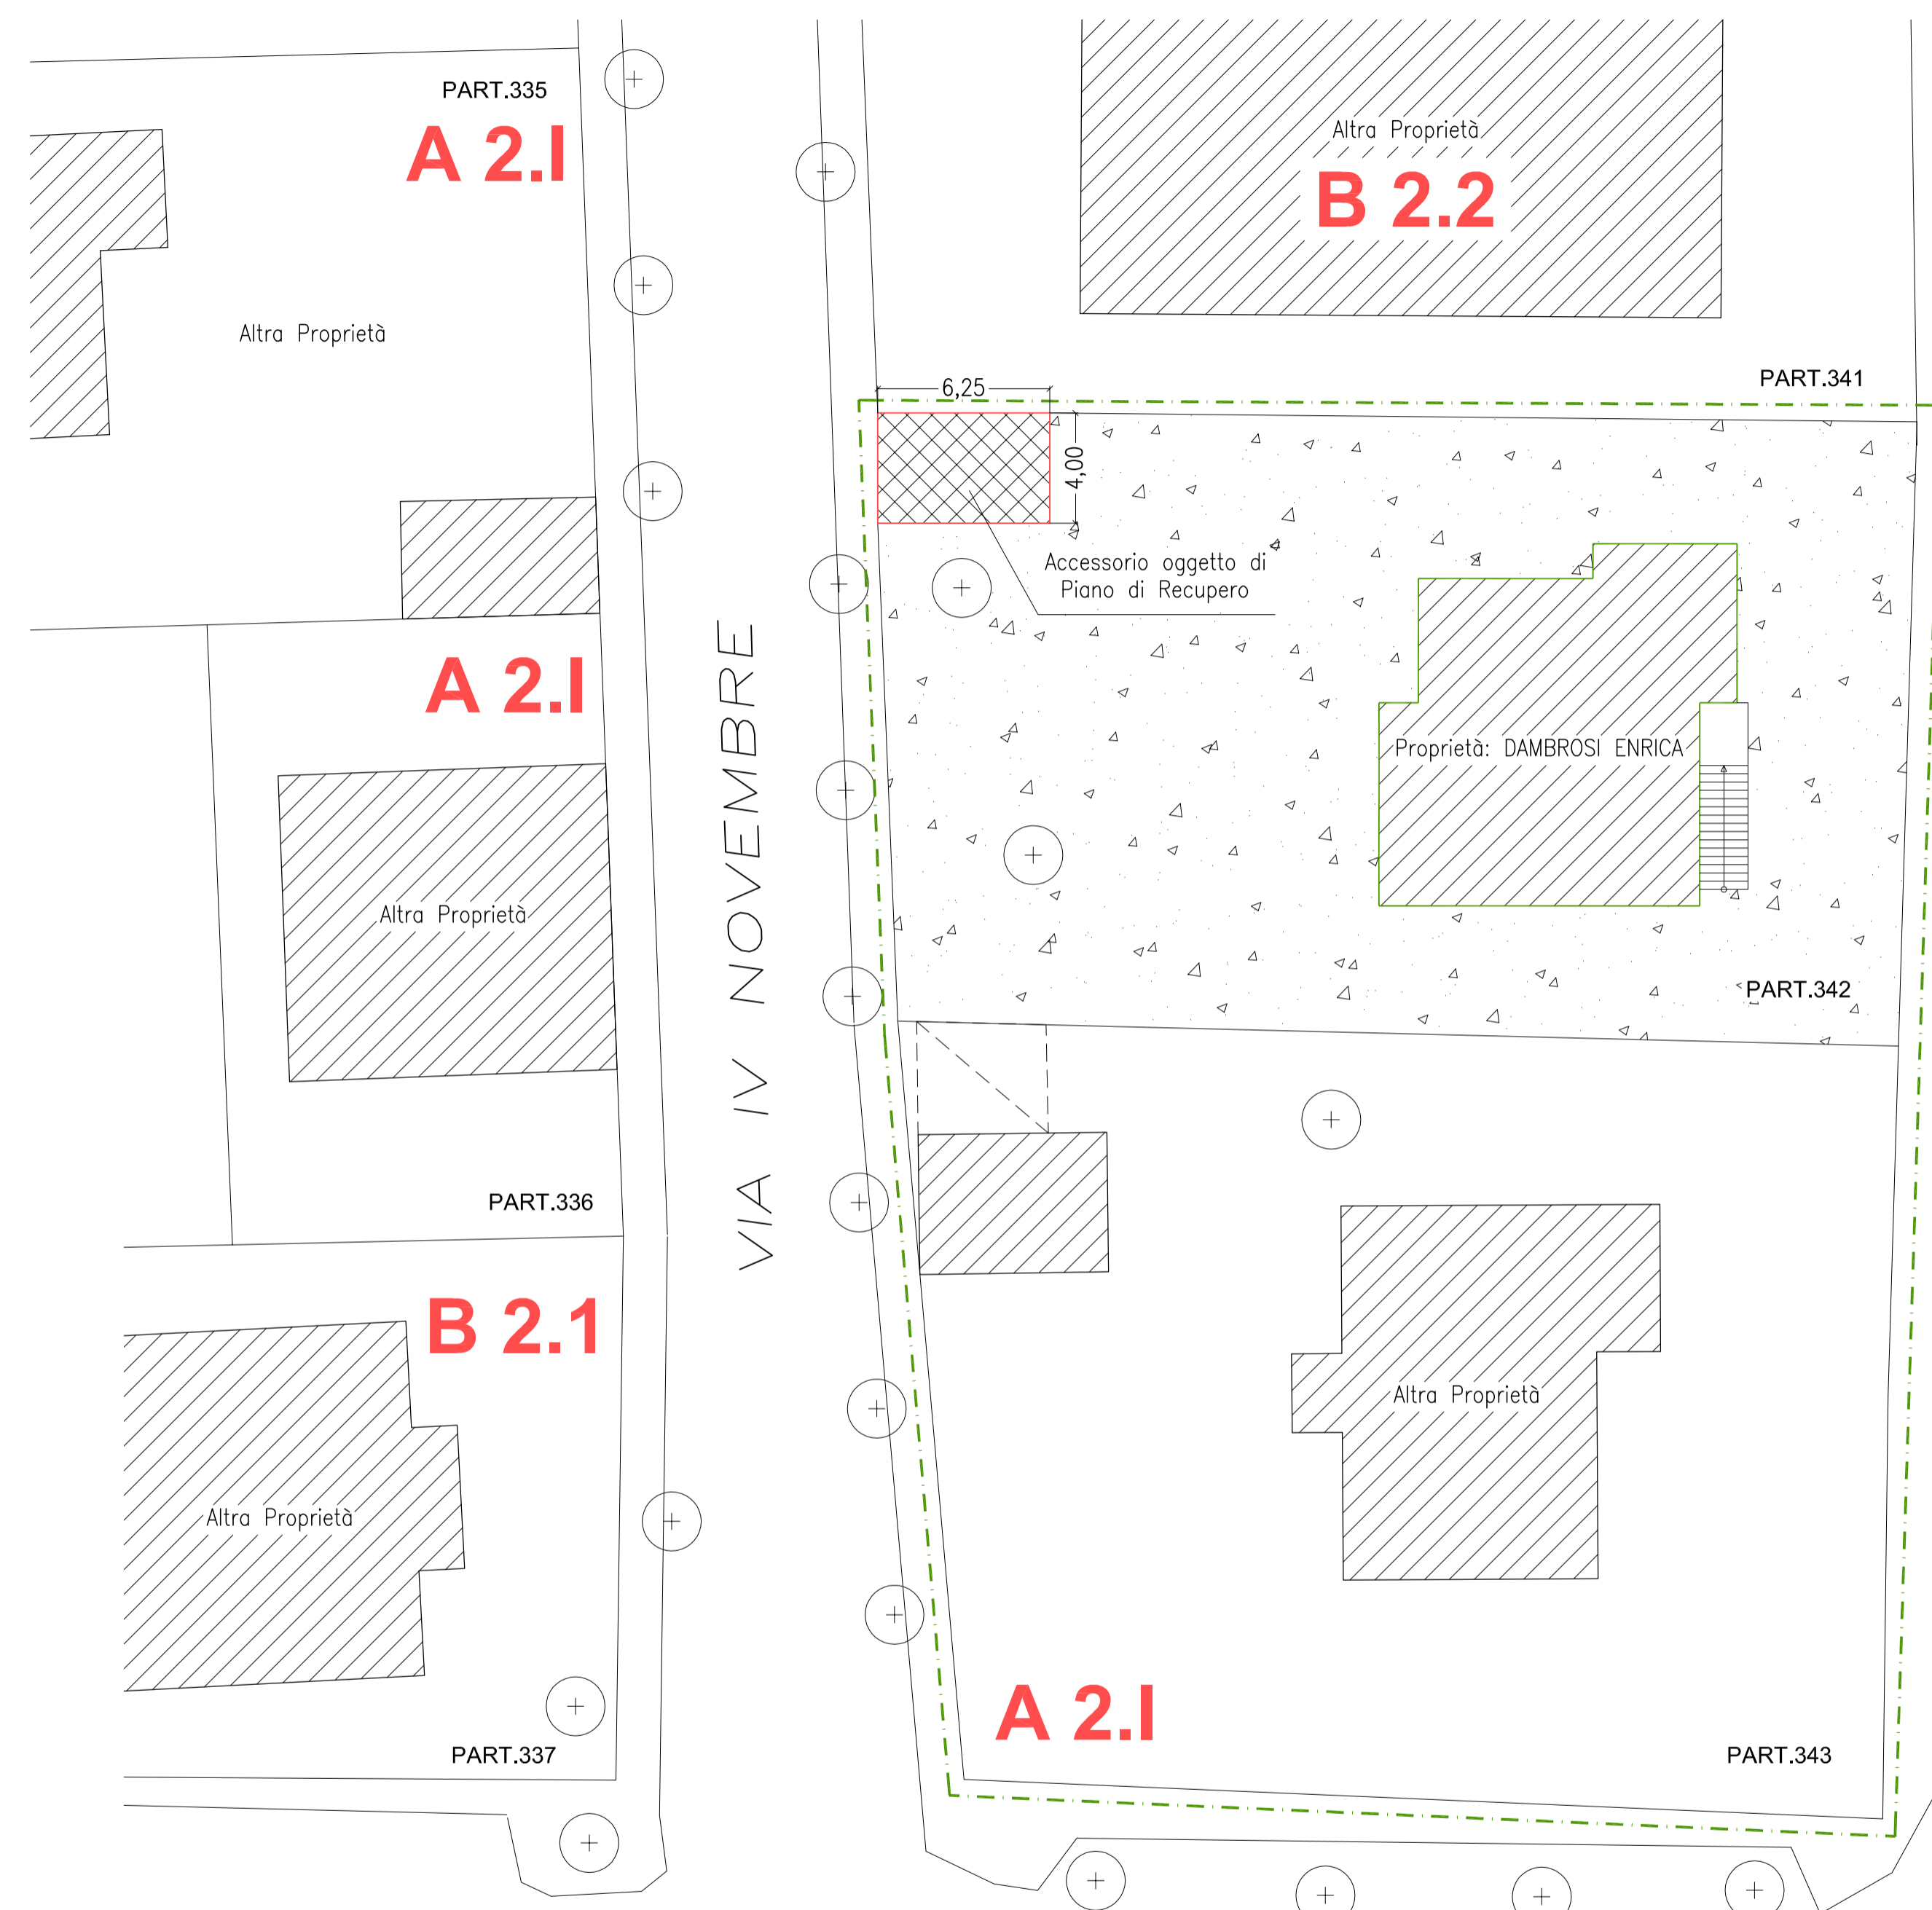 PART.335
A 2.I
Altra Proprietà
Altra Proprietà
B 2.2
PART.341
6,25
4,00
Accessorio oggetto di
Piano di Recupero
A 2.I
VIA IV NOVEMBRE
Proprietà: DAMBROSI ENRICA
Altra Proprietà
PART.342
PART.336
B 2.1
Altra Proprietà
Altra Proprietà
A 2.I
PART.337
PART.343